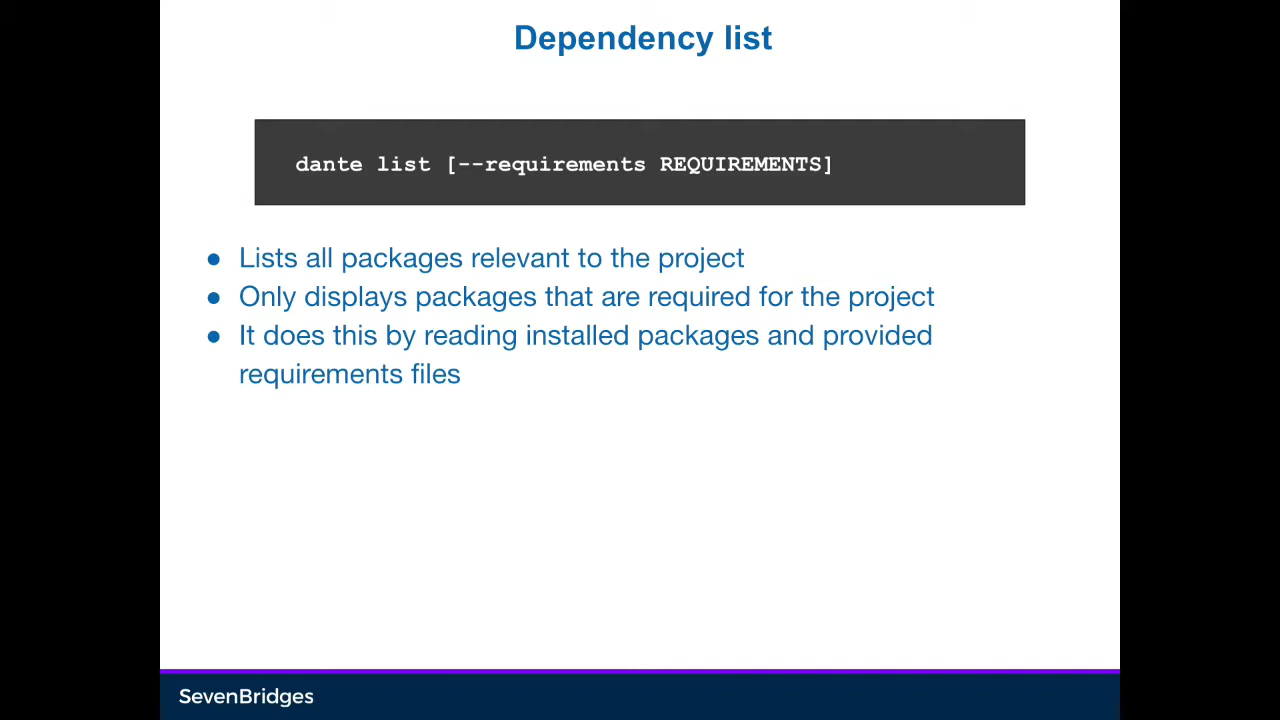 Dependency list
dante list [--requirements REQUIREMENTS]
● Lists all packages relevant to the project
● Only displays packages that are required for the project
● It does this by reading installed packages and provided
requirements files
SevenBridges